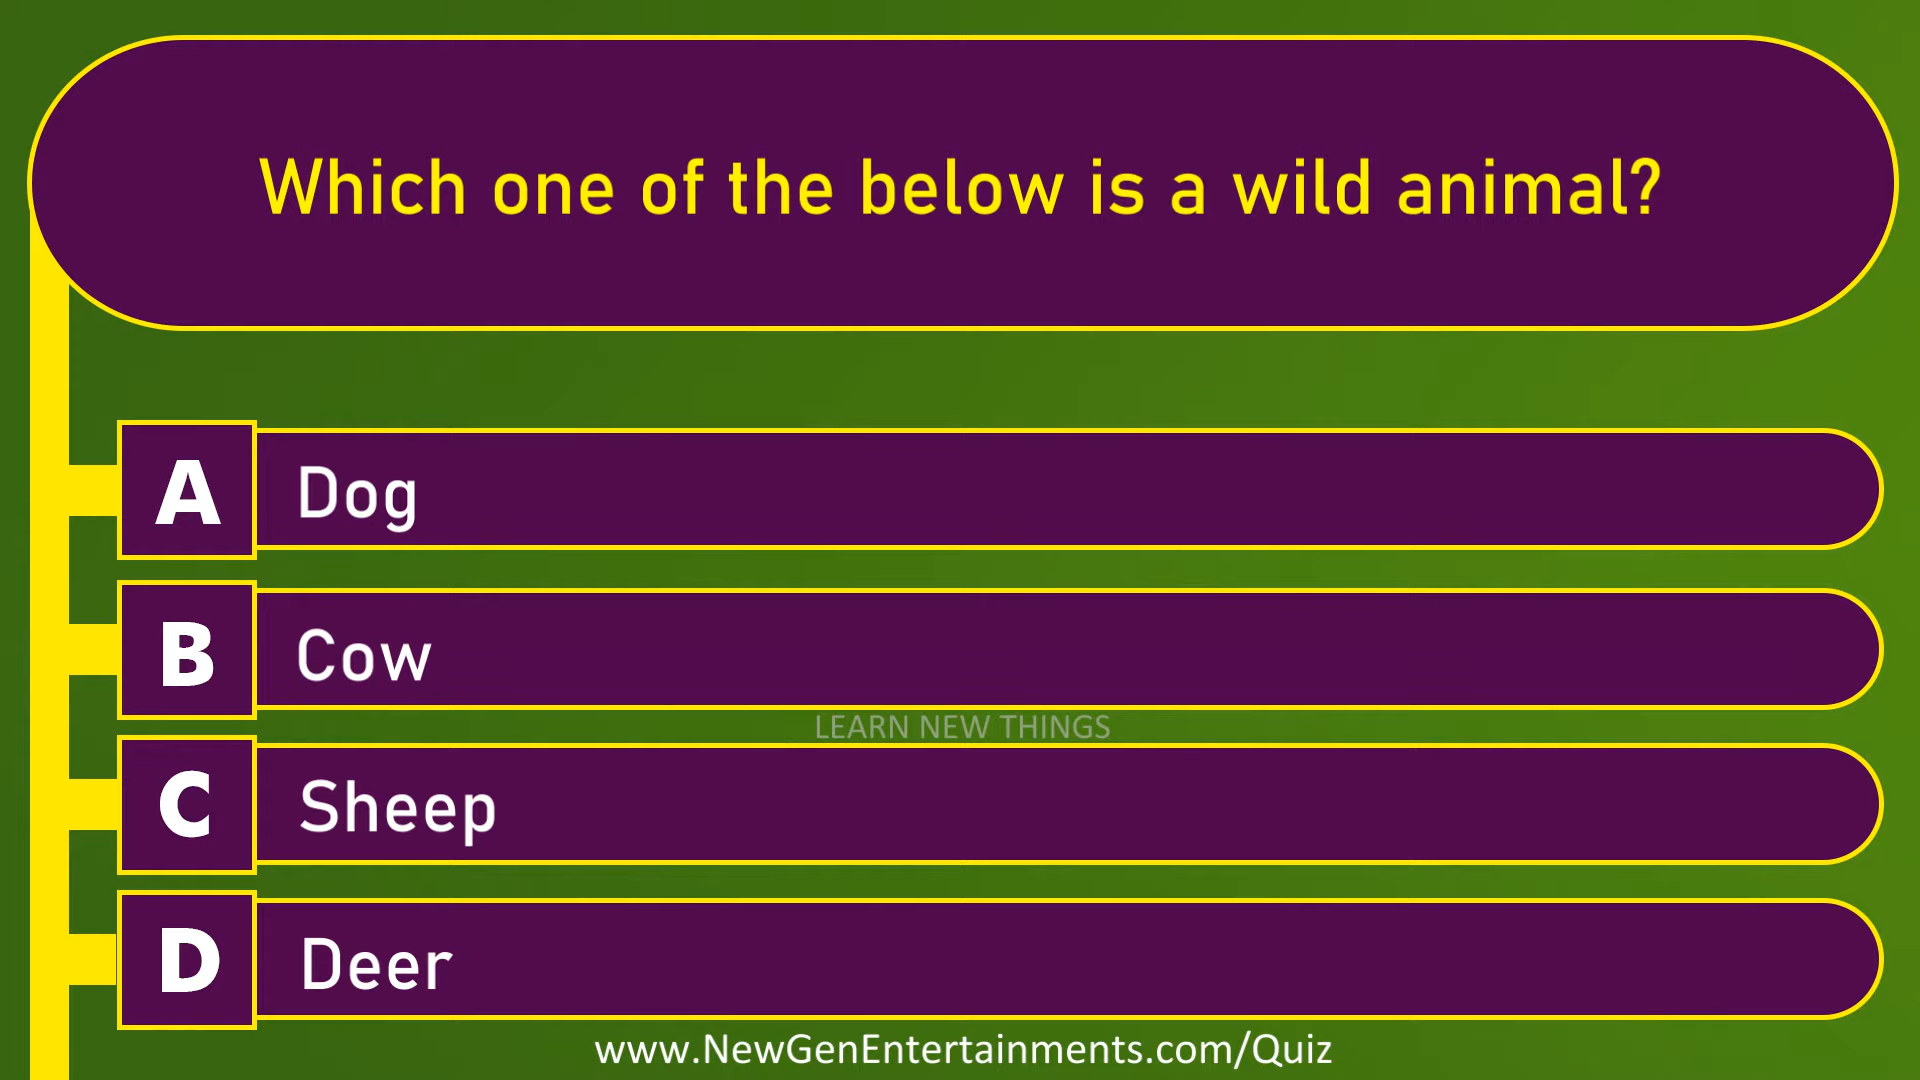 Which one of the below is a wild animal?
A Dog
B Cow
LEARN NEW THINGS
C Sheep
D Deer
www.NewGenEntertainments.com/Quiz